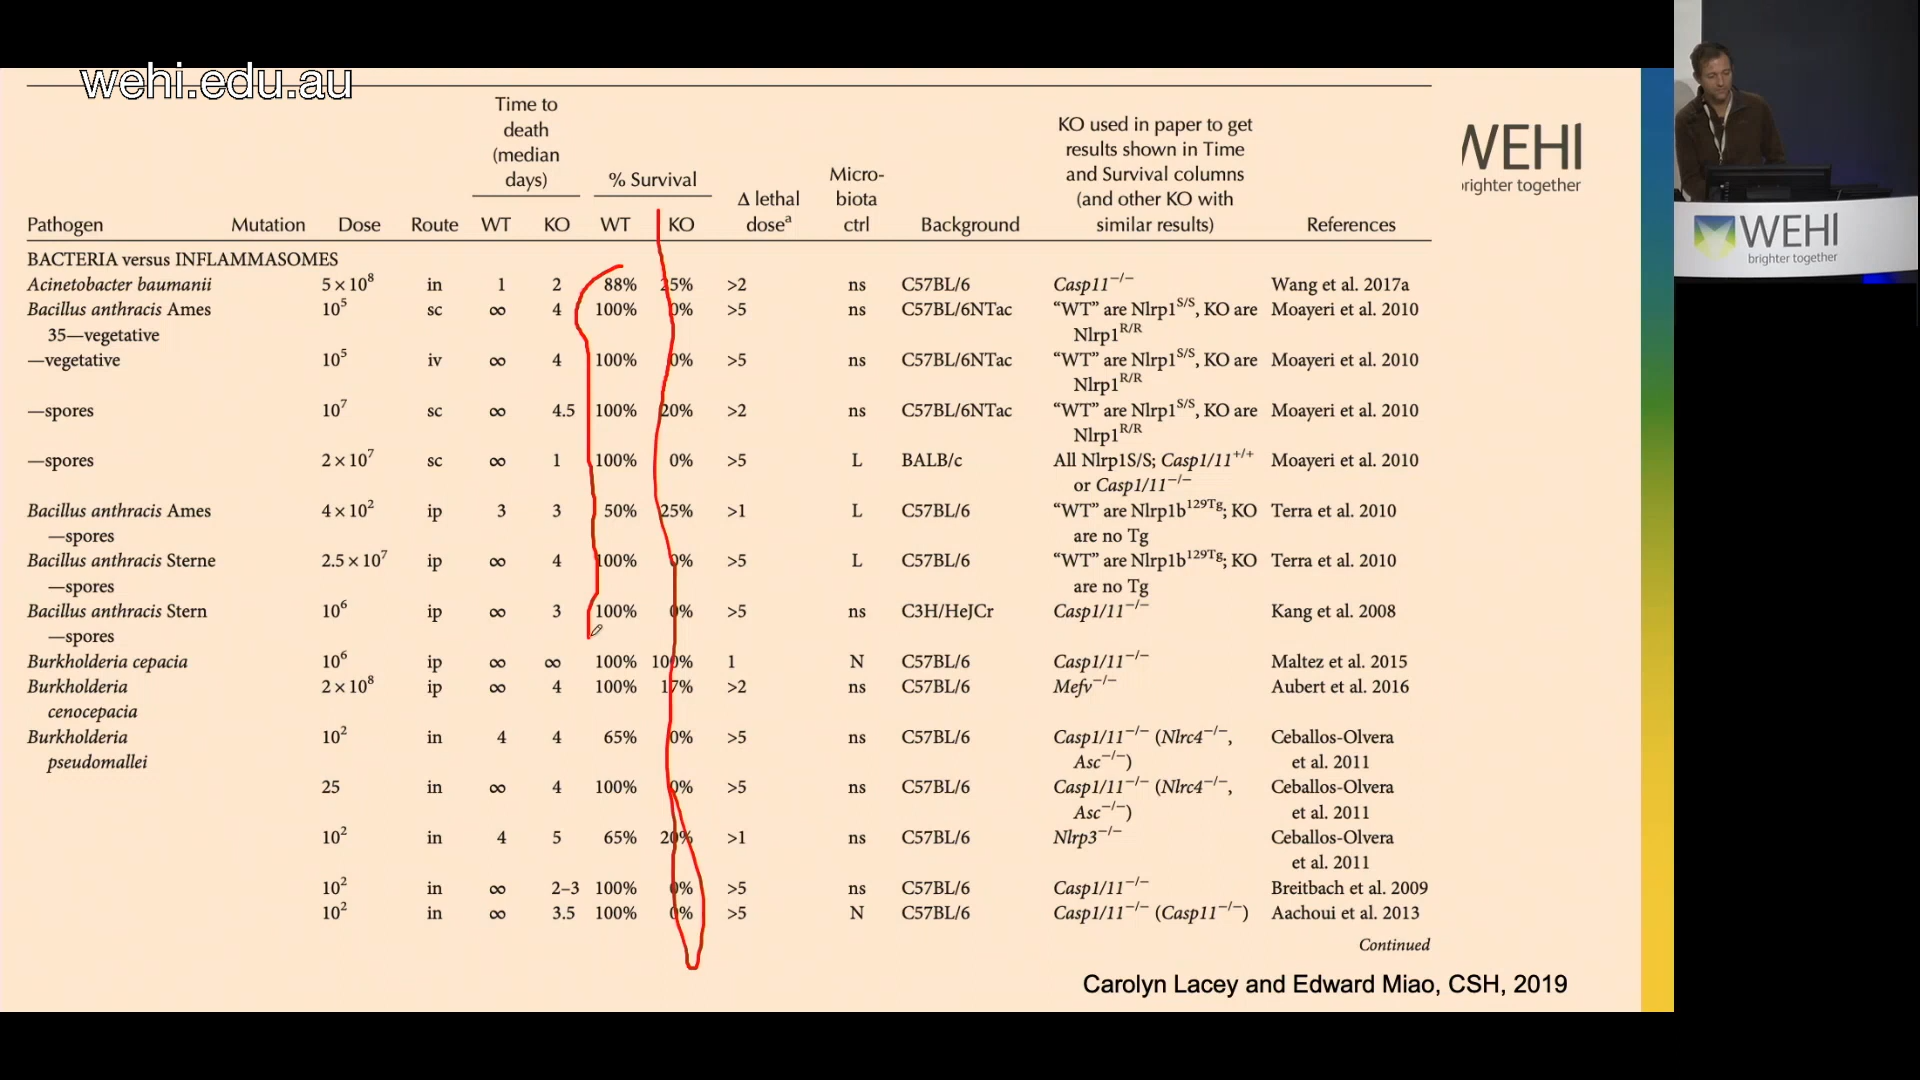 wehi.edu.au
Time to
death
(median
days)
% Survival
Δ lethal
dosea
Micro-
biota
ctrl
KO used in paper to get
results shown in Time
and Survival columns
(and other KO with
similar results)
Pathogen Mutation Dose Route WT KO WT KO Background References
BACTERIA versus INFLAMMASOMES
Acinetobacter baumanii 5 × 10⁸ in 1 2 88% 25% >2 ns C57BL/6 Casp11⁻/⁻ Wang et al. 2017a
Bacillus anthracis Ames 10⁵ sc ∞ 4 100% 0% >5 ns C57BL/6NTac “WT” are Nlrp1S/S, KO are Moayeri et al. 2010
35—vegetative Nlrp1R/R
—vegetative 10⁵ iv ∞ 4 100% 0% >5 ns C57BL/6NTac “WT” are Nlrp1S/S, KO are Moayeri et al. 2010
Nlrp1R/R
—spores 10⁷ sc ∞ 4.5 100% 20% >2 ns C57BL/6NTac “WT” are Nlrp1S/S, KO are Moayeri et al. 2010
Nlrp1R/R
—spores 2 × 10⁷ sc ∞ 1 100% 0% >5 L BALB/c All Nlrp1S/S; Casp1/11+/+ Moayeri et al. 2010
or Casp1/11⁻/⁻
Bacillus anthracis Ames 4 × 10² ip 3 3 50% 25% >1 L C57BL/6 “WT” are Nlrp1b129Tg; KO Terra et al. 2010
—spores are no Tg
Bacillus anthracis Sterne 2.5 × 10⁷ ip ∞ 4 100% 0% >5 L C57BL/6 “WT” are Nlrp1b129Tg; KO Terra et al. 2010
—spores are no Tg
Bacillus anthracis Stern 10⁶ ip ∞ 3 100% 0% >5 ns C3H/HeJCr Casp1/11⁻/⁻ Kang et al. 2008
—spores
Burkholderia cepacia 10⁶ ip ∞ ∞ 100% 100% 1 N C57BL/6 Casp1/11⁻/⁻ Maltez et al. 2015
Burkholderia 2 × 10⁸ ip ∞ 4 100% 17% >2 ns C57BL/6 Mefv⁻/⁻ Aubert et al. 2016
cenocepacia
Burkholderia 10² in 4 4 65% 0% >5 ns C57BL/6 Casp1/11⁻/⁻ (Nlrc4⁻/⁻, Ceballos-Olvera
pseudomallei Asc⁻/⁻) et al. 2011
25 in ∞ 4 100% 0% >5 ns C57BL/6 Casp1/11⁻/⁻ (Nlrc4⁻/⁻, Ceballos-Olvera
Asc⁻/⁻) et al. 2011
10² in 4 5 65% 20% >1 ns C57BL/6 Nlrp3⁻/⁻ Ceballos-Olvera
et al. 2011
10² in ∞ 2–3 100% 0% >5 ns C57BL/6 Casp1/11⁻/⁻ Breitbach et al. 2009
10² in ∞ 3.5 100% 0% >5 N C57BL/6 Casp1/11⁻/⁻ (Casp11⁻/⁻) Aachoui et al. 2013
Continued
Carolyn Lacey and Edward Miao, CSH, 2019
WEHI
brighter together
WEHI
brighter together